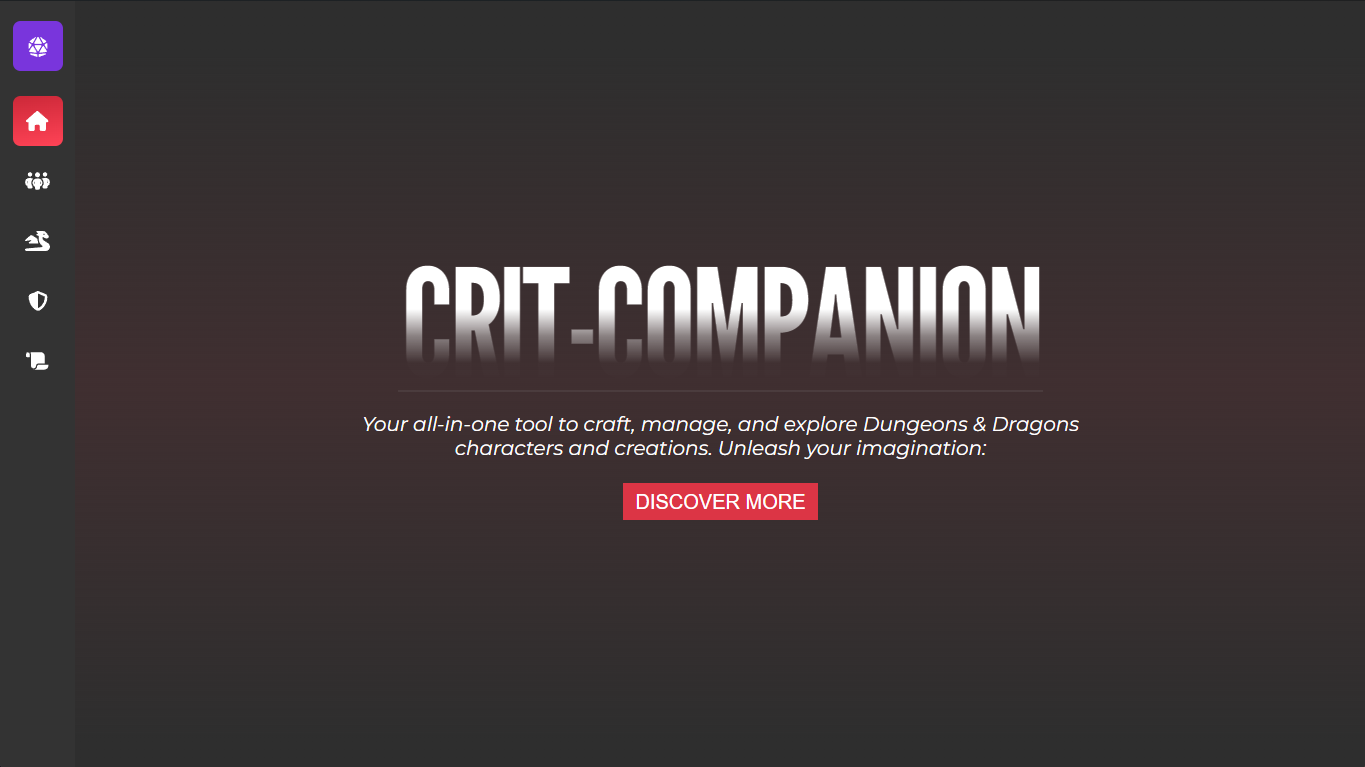 CRIT-COMPANION
Your all-in-one tool to craft, manage, and explore Dungeons & Dragons
characters and creations. Unleash your imagination:
DISCOVER MORE